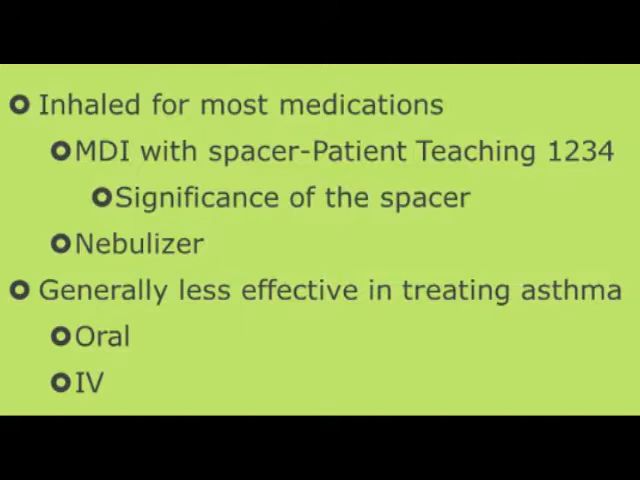 Inhaled for most medications
MDI with spacer-Patient Teaching 1234
Significance of the spacer
Nebulizer
Generally less effective in treating asthma
Oral
IV